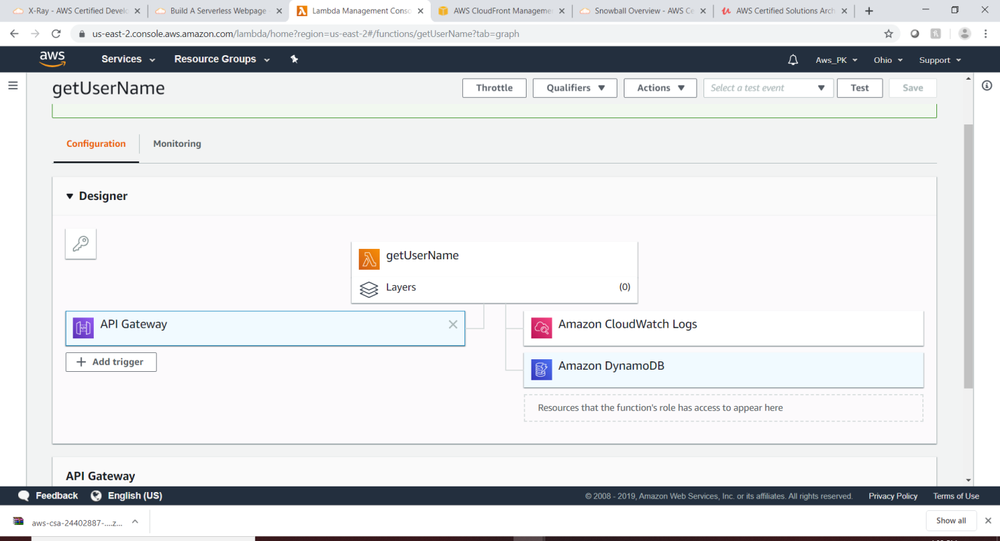 X-Ray - AWS Certified Develo
Build A Serverless Webpage
Lambda Management Conso
AWS CloudFront Manageme
Snowball Overview - AWS Ce
AWS Certified Solutions Arch
us-east-2.console.aws.amazon.com/lambda/home?region=us-east-2#/functions/getUserName?tab=graph
aws Services Resource Groups Aws_PK Ohio Support
getUserName Throttle Qualifiers Actions Select a test event Test Save
Configuration Monitoring
Designer
getUserName
Layers (0)
API Gateway Amazon CloudWatch Logs
Add trigger Amazon DynamoDB
Resources that the function's role has access to appear here
API Gateway
Feedback English (US) © 2008 - 2019, Amazon Web Services, Inc. or its affiliates. All rights reserved. Privacy Policy Terms of Use
aws-csa-24402887-....z... Show all